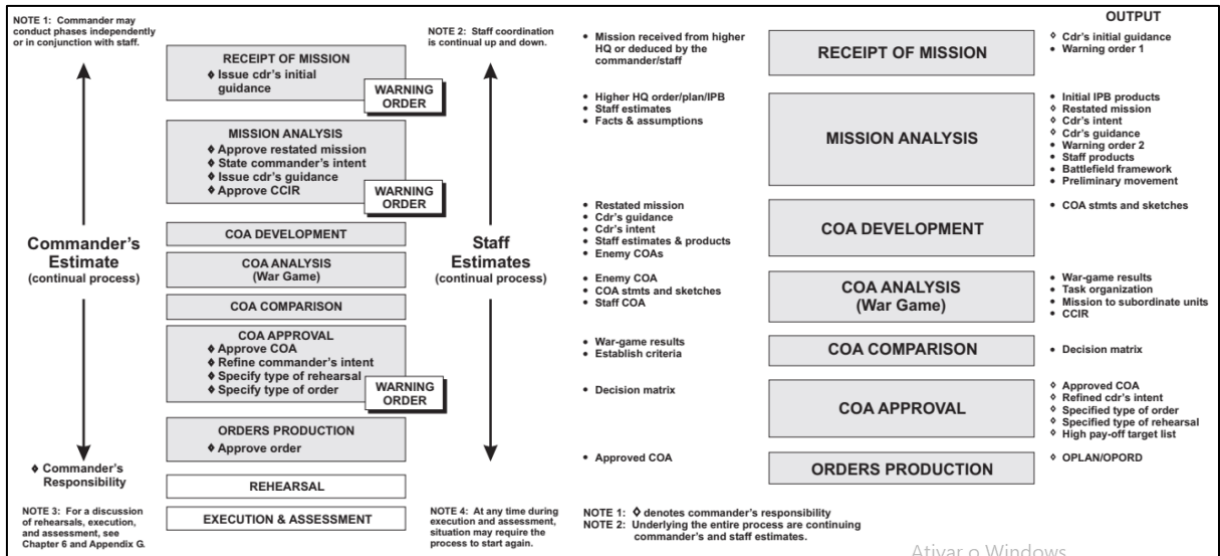 NOTE 1: Commander may
conduct phases independently
or in conjunction with staff.
Commander's
Estimate
(continual process)
♦ Commander's
Responsibility
NOTE 3: For a discussion
of rehearsals, execution,
and assessment, see
Chapter 6 and Appendix G.
RECEIPT OF MISSION
♦ Issue cdr's initial
guidance
WARNING
ORDER
MISSION ANALYSIS
♦ Approve restated mission
♦ State commander's intent
♦ Issue cdr's guidance
♦ Approve CCIR
WARNING
ORDER
COA DEVELOPMENT
COA ANALYSIS
(War Game)
COA COMPARISON
COA APPROVAL
♦ Approve COA
♦ Refine commander's intent
♦ Specify type of rehearsal
♦ Specify type of order
WARNING
ORDER
ORDERS PRODUCTION
♦ Approve order
REHEARSAL
EXECUTION & ASSESSMENT
NOTE 2: Staff coordination
is continual up and down.
Staff
Estimates
(continual process)
NOTE 4: At any time during
execution and assessment,
situation may require the
process to start again.
• Mission received from higher
HQ or deduced by the
commander/staff
RECEIPT OF MISSION
OUTPUT
◊ Cdr's initial guidance
• Warning order 1
• Higher HQ order/plan/IPB
• Staff estimates
• Facts & assumptions
MISSION ANALYSIS
• Initial IPB products
◊ Restated mission
◊ Cdr's intent
◊ Cdr's guidance
• Warning order 2
• Staff products
• Battlefield framework
• Preliminary movement
• Restated mission
• Cdr's guidance
• Cdr's intent
• Staff estimates & products
• Enemy COAs
COA DEVELOPMENT
• COA stmts and sketches
• Enemy COA
• COA stmts and sketches
• Staff COA
COA ANALYSIS
(War Game)
• War-game results
• Task organization
• Mission to subordinate units
• CCIR
• War-game results
• Establish criteria
COA COMPARISON
• Decision matrix
• Decision matrix
COA APPROVAL
◊ Approved COA
◊ Refined cdr's intent
◊ Specified type of order
◊ Specified type of rehearsal
◊ High pay-off target list
• Approved COA
ORDERS PRODUCTION
◊ OPLAN/OPORD
NOTE 1: ◊ denotes commander's responsibility
NOTE 2: Underlying the entire process are continuing
commander's and staff estimates.
Ativar o Windows